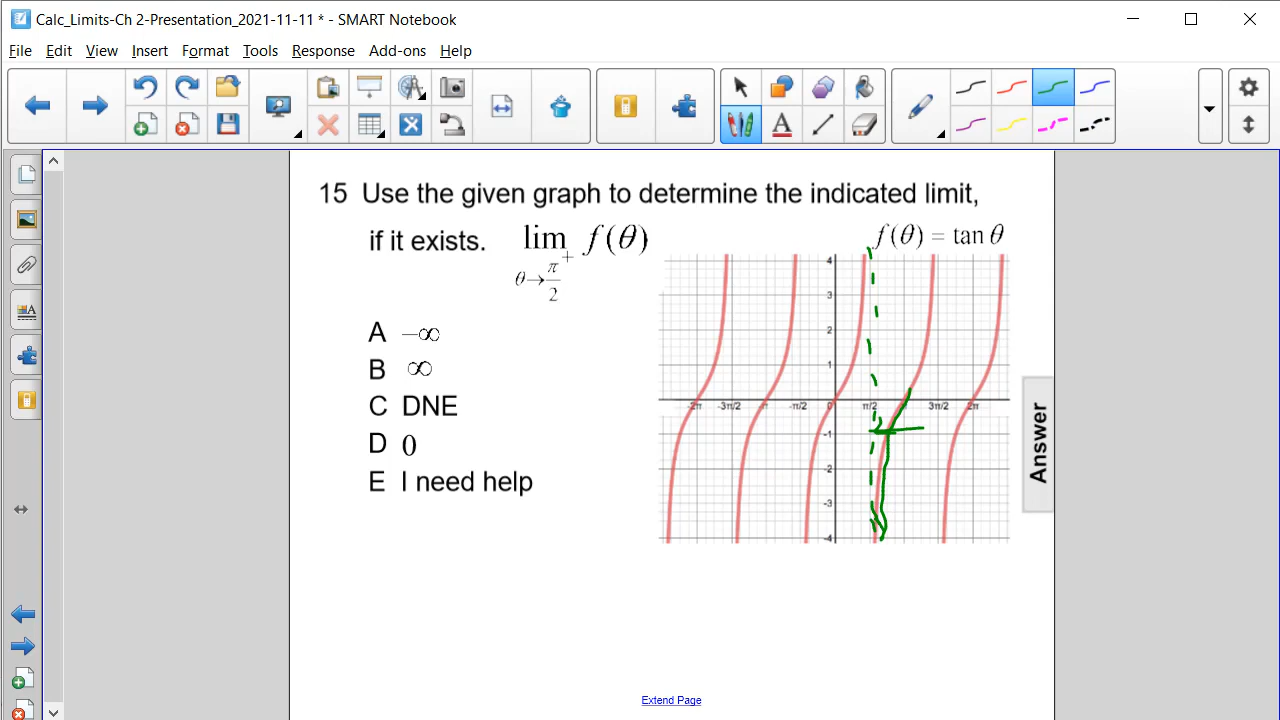 Calc_Limits-Ch 2-Presentation_2021-11-11 * - SMART Notebook
File Edit View Insert Format Tools Response Add-ons Help
15 Use the given graph to determine the indicated limit,
if it exists. lim f(θ) f(θ) = tan θ
θ→π/2⁺
A −∞
B ∞
C DNE
D 0
E I need help
4
3
2
1
-2π -3π/2 -π -π/2 0 π/2 3π/2 2π
-1
-2
-3
-4
Answer
Extend Page